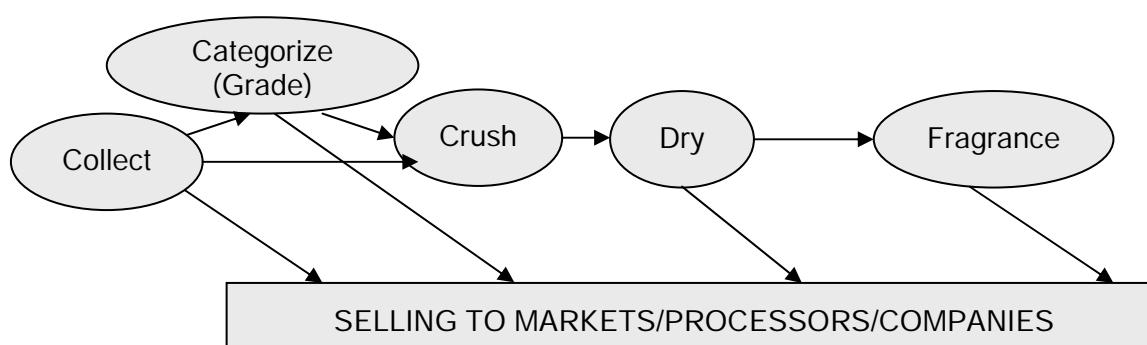 Categorize
(Grade)
Collect
Crush
Dry
Fragrance
SELLING TO MARKETS/PROCESSORS/COMPANIES